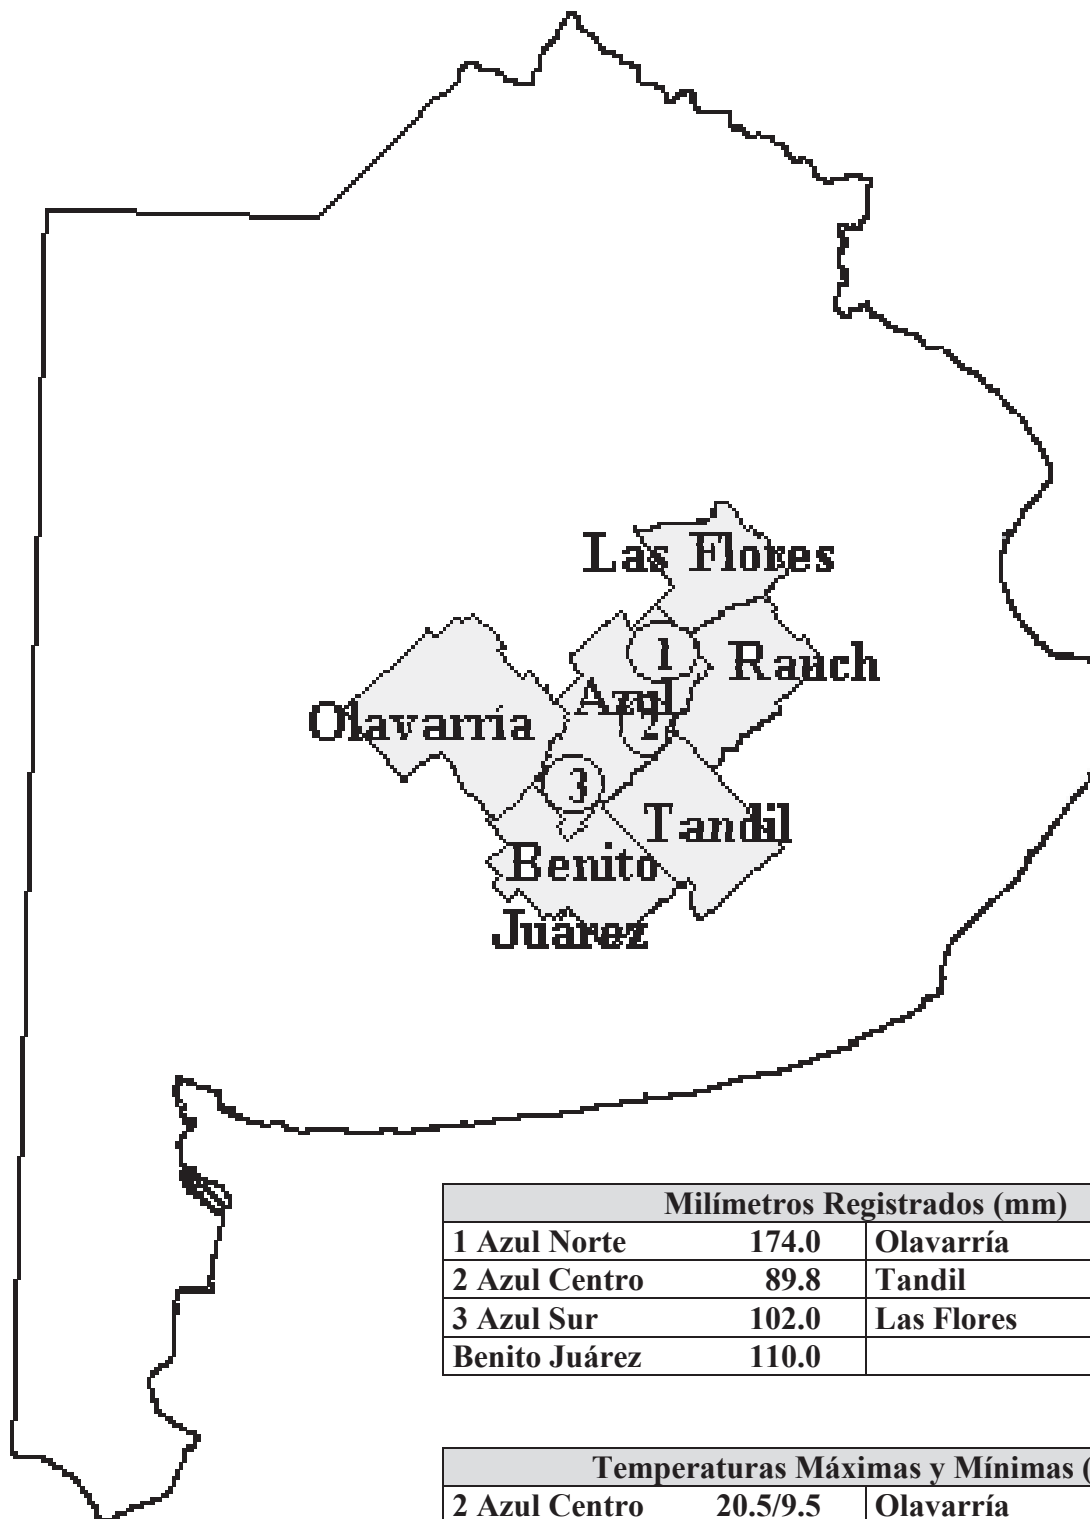 Las Flores
1
Rauch
Azul
Olavarría
2
3
Tandil
Benito
Juárez
Milímetros Registrados (mm)
1 Azul Norte 174.0 Olavarría
2 Azul Centro 89.8 Tandil
3 Azul Sur 102.0 Las Flores
Benito Juárez 110.0
Temperaturas Máximas y Mínimas (
2 Azul Centro 20.5/9.5 Olavarría